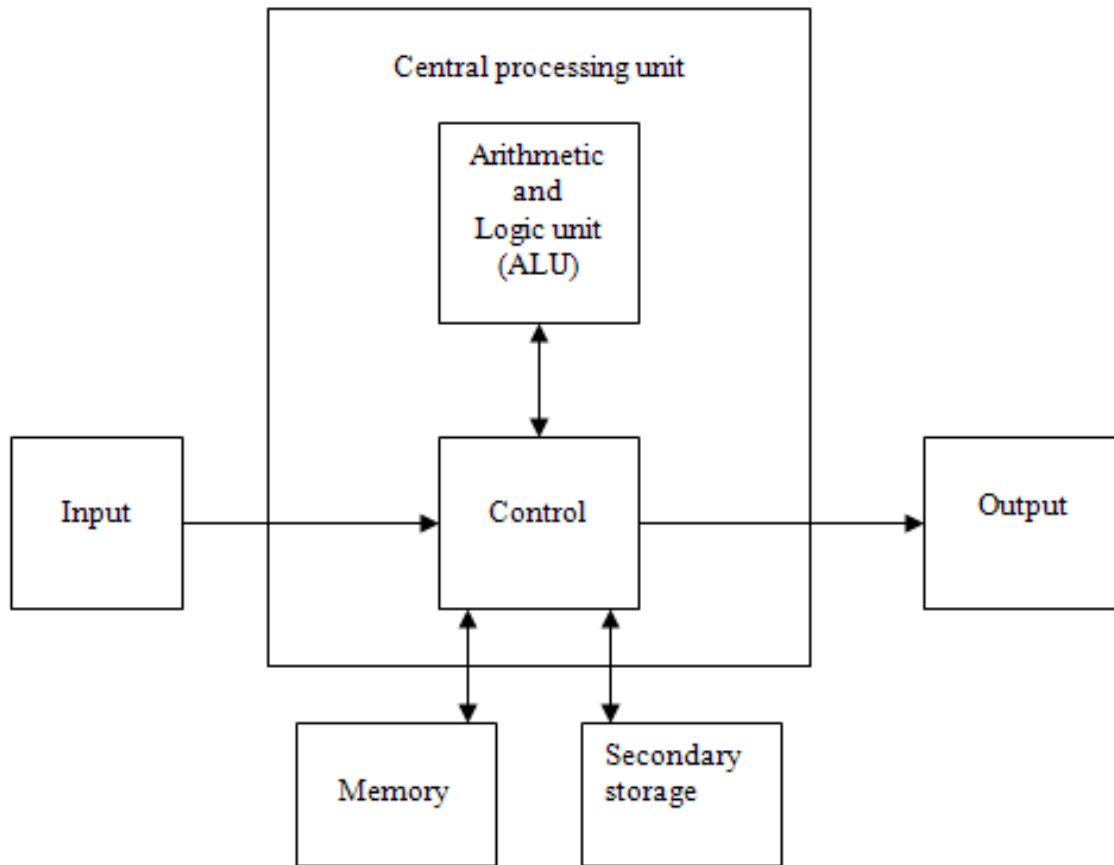 Central processing unit
Arithmetic
and
Logic unit
(ALU)
Input
Control
Output
Memory
Secondary
storage